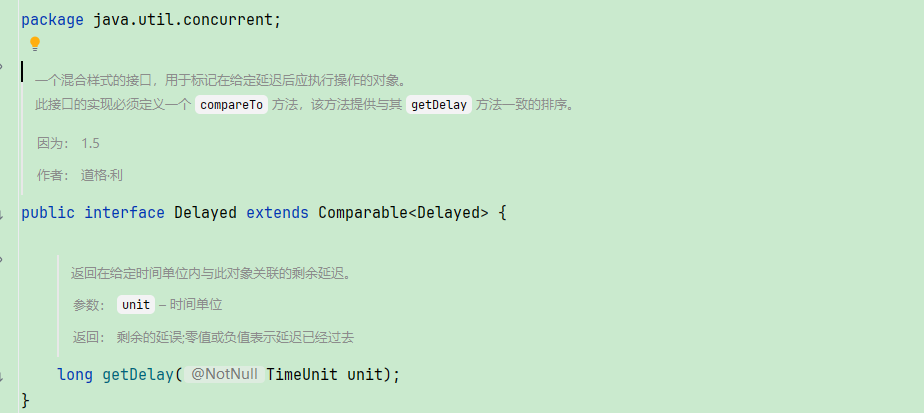 package java.util.concurrent;
一个混合样式的接口，用于标记在给定延迟后应执行操作的对象。
此接口的实现必须定义一个 compareTo 方法，该方法提供与其 getDelay 方法一致的排序。
因为： 1.5
作者： 道格·利
public interface Delayed extends Comparable<Delayed> {
返回在给定时间单位内与此对象关联的剩余延迟。
参数： unit – 时间单位
返回： 剩余的延误;零值或负值表示延迟已经过去
long getDelay( @NotNull TimeUnit unit);
}